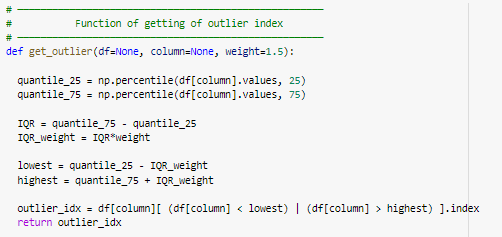 # ─────────────────────────────────────────────
#          Function of getting of outlier index
# ─────────────────────────────────────────────
def get_outlier(df=None, column=None, weight=1.5):
  quantile_25 = np.percentile(df[column].values, 25)
  quantile_75 = np.percentile(df[column].values, 75)
  IQR = quantile_75 - quantile_25
  IQR_weight = IQR*weight
  lowest = quantile_25 - IQR_weight
  highest = quantile_75 + IQR_weight
  outlier_idx = df[column][ (df[column] < lowest) | (df[column] > highest) ].index
  return outlier_idx